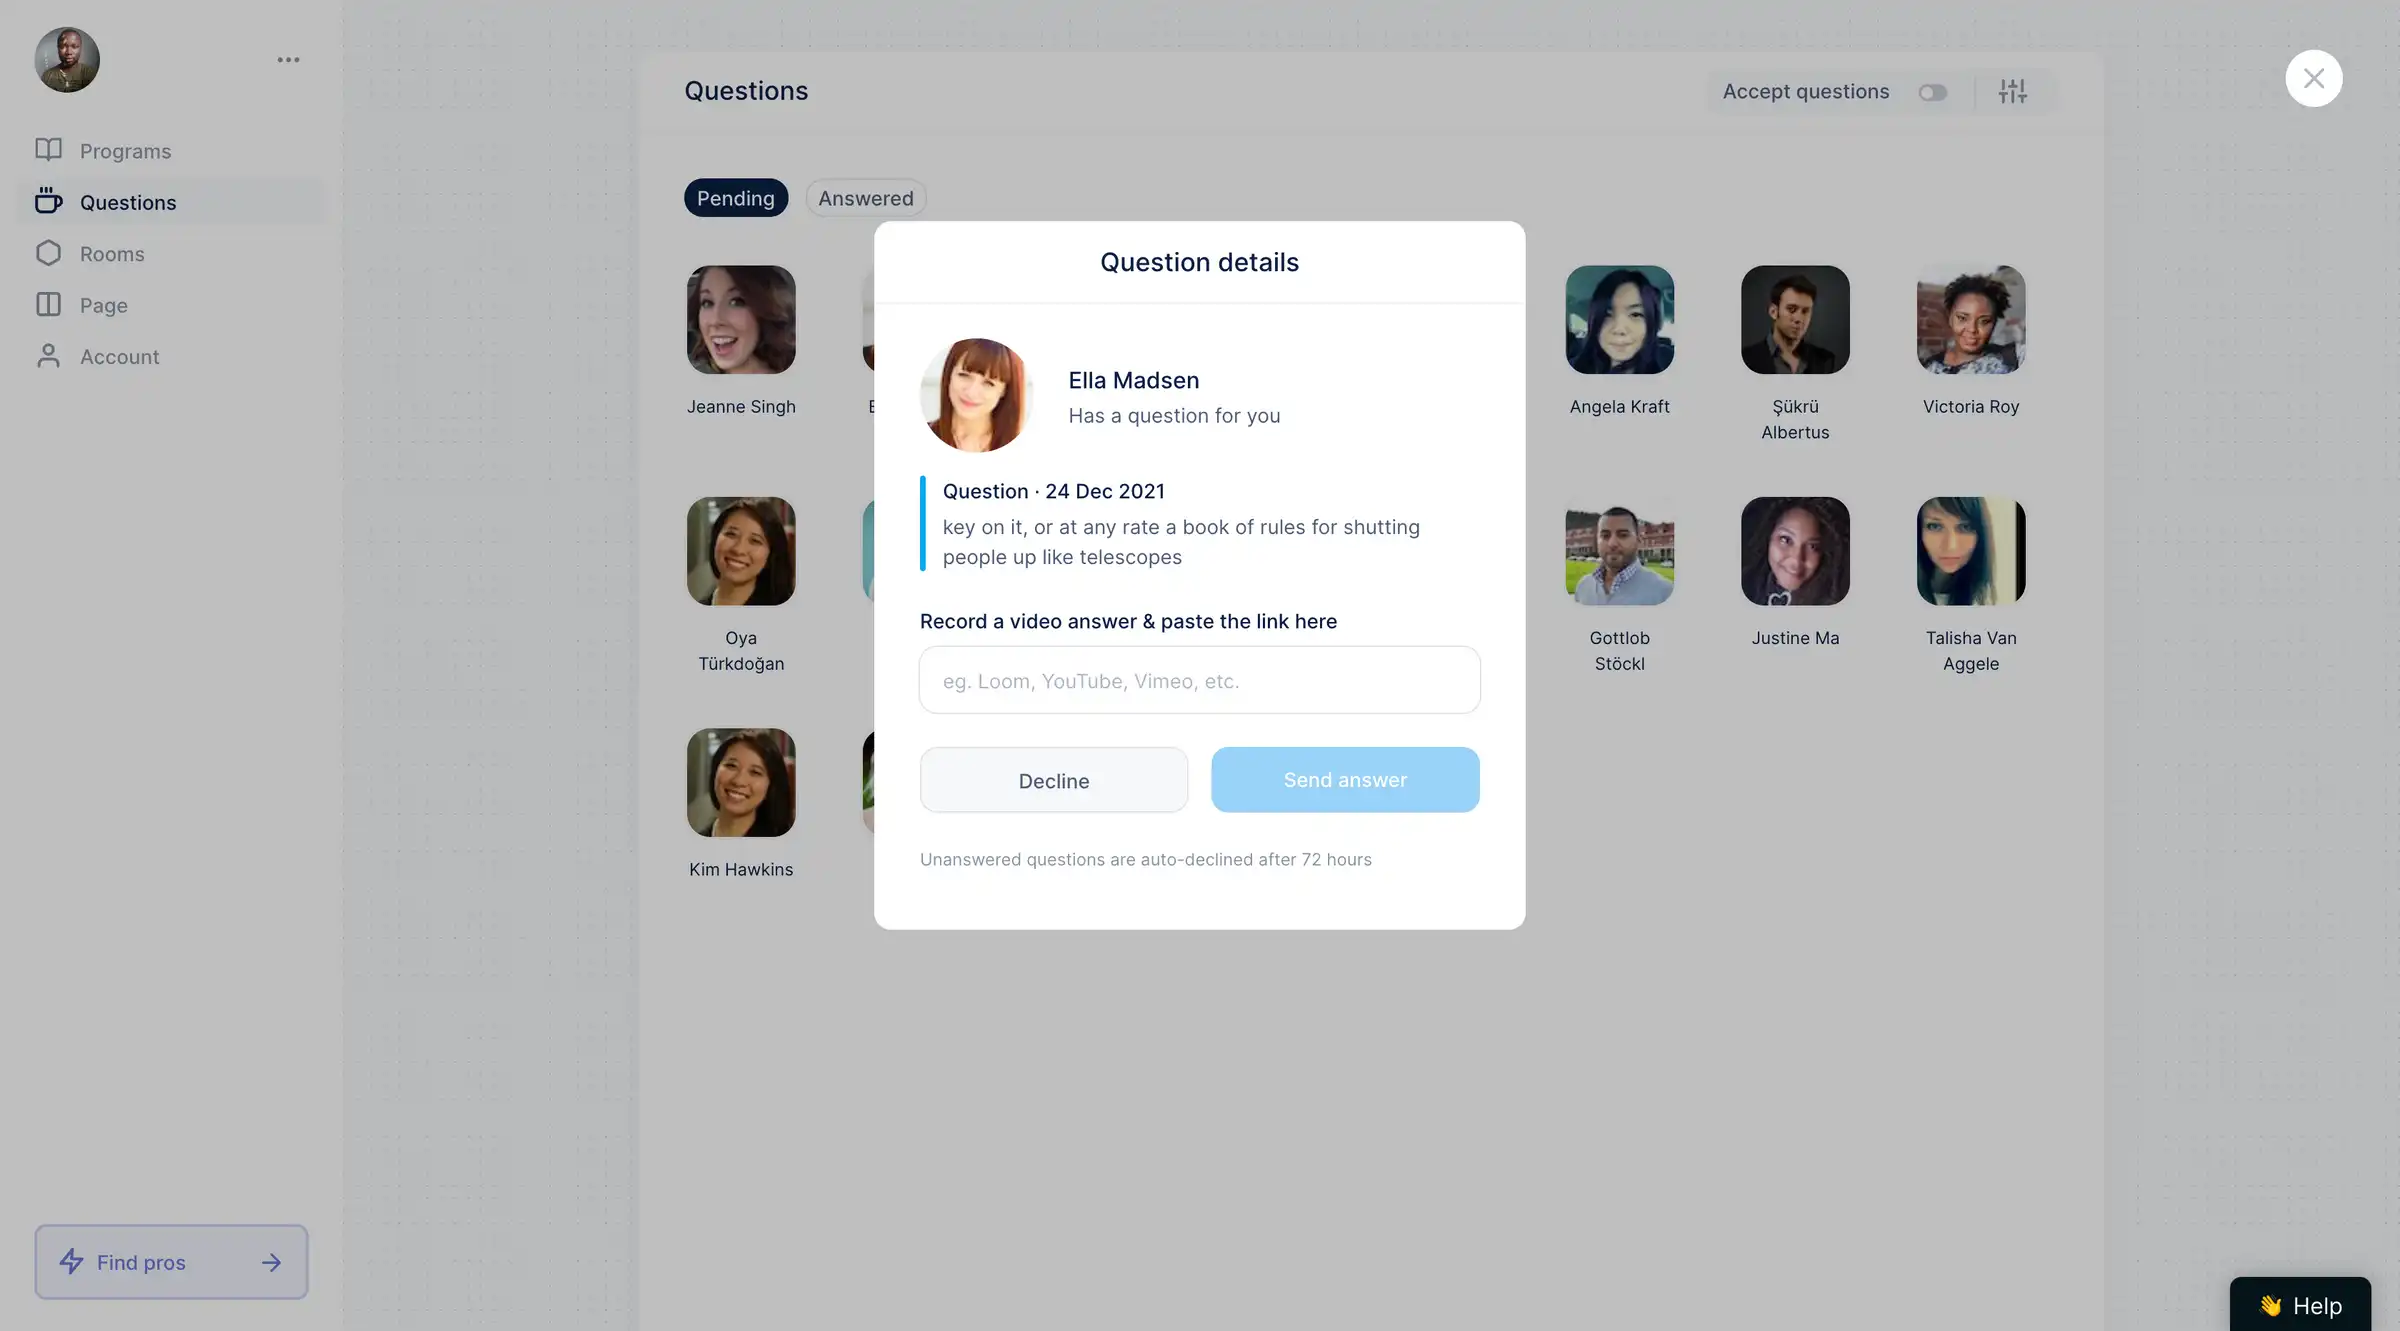 Programs
Questions
Rooms
Page
Account
Find pros
Questions
Accept questions
Pending
Answered
Jeanne Singh
Angela Kraft
Şükrü
Albertus
Victoria Roy
Oya
Türkdoğan
Gottlob
Stöckl
Justine Ma
Talisha Van
Aggele
Kim Hawkins
Question details
Ella Madsen
Has a question for you
Question · 24 Dec 2021
key on it, or at any rate a book of rules for shutting
people up like telescopes
Record a video answer & paste the link here
eg. Loom, YouTube, Vimeo, etc.
Decline
Send answer
Unanswered questions are auto-declined after 72 hours
Help